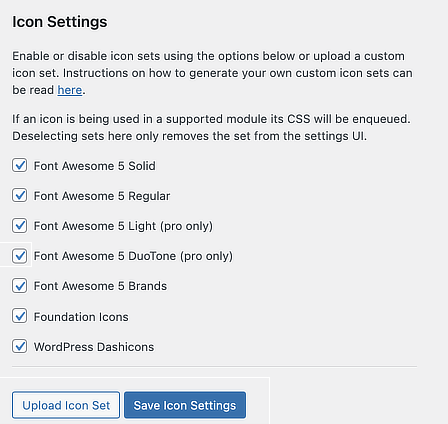 Icon Settings
Enable or disable icon sets using the options below or upload a custom
icon set. Instructions on how to generate your own custom icon sets can
be read here.
If an icon is being used in a supported module its CSS will be enqueued.
Deselecting sets here only removes the set from the settings UI.
Font Awesome 5 Solid
Font Awesome 5 Regular
Font Awesome 5 Light (pro only)
Font Awesome 5 DuoTone (pro only)
Font Awesome 5 Brands
Foundation Icons
WordPress Dashicons
Upload Icon Set
Save Icon Settings